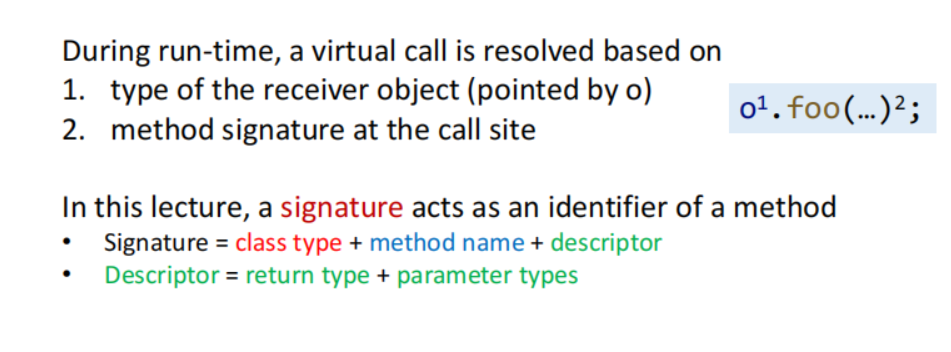 During run-time, a virtual call is resolved based on
1. type of the receiver object (pointed by o)
2. method signature at the call site
o¹.foo(…)²;
In this lecture, a signature acts as an identifier of a method
• Signature = class type + method name + descriptor
• Descriptor = return type + parameter types